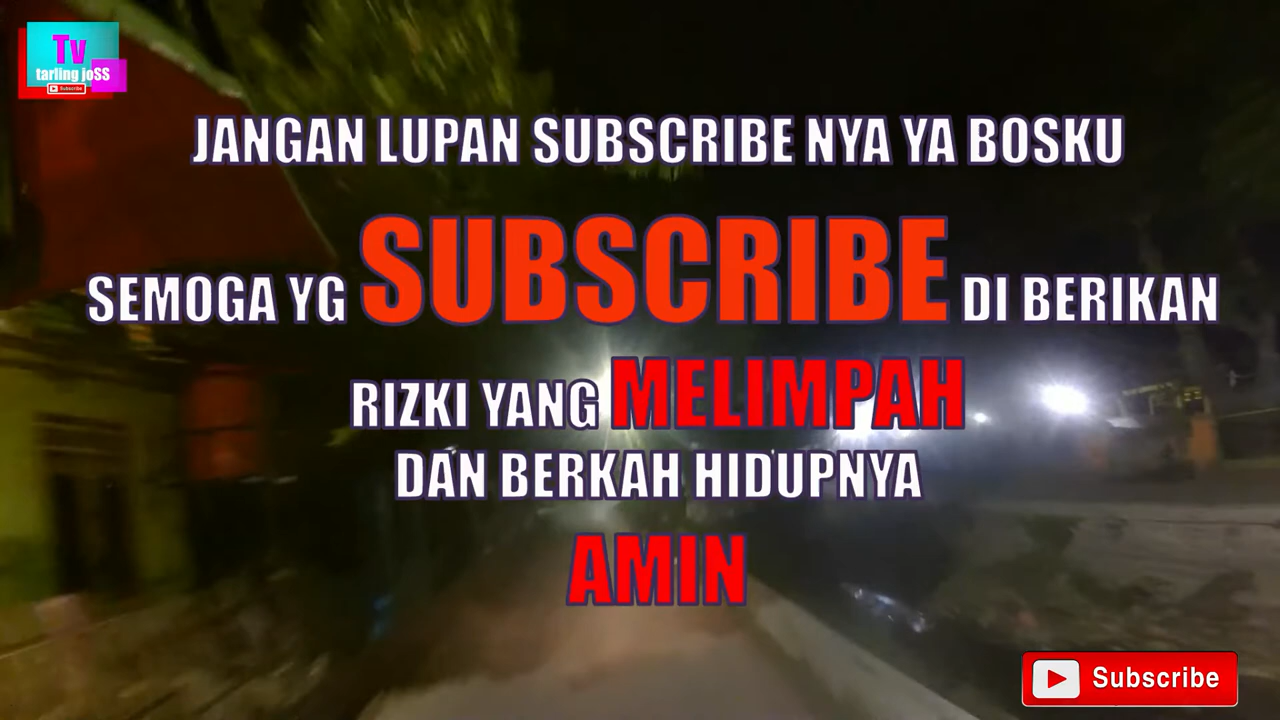 Tv
tarling joSS
Subscribe
JANGAN LUPAN SUBSCRIBE NYA YA BOSKU
SEMOGA YG SUBSCRIBE DI BERIKAN
RIZKI YANG MELIMPAH
DAN BERKAH HIDUPNYA
AMIN
Subscribe